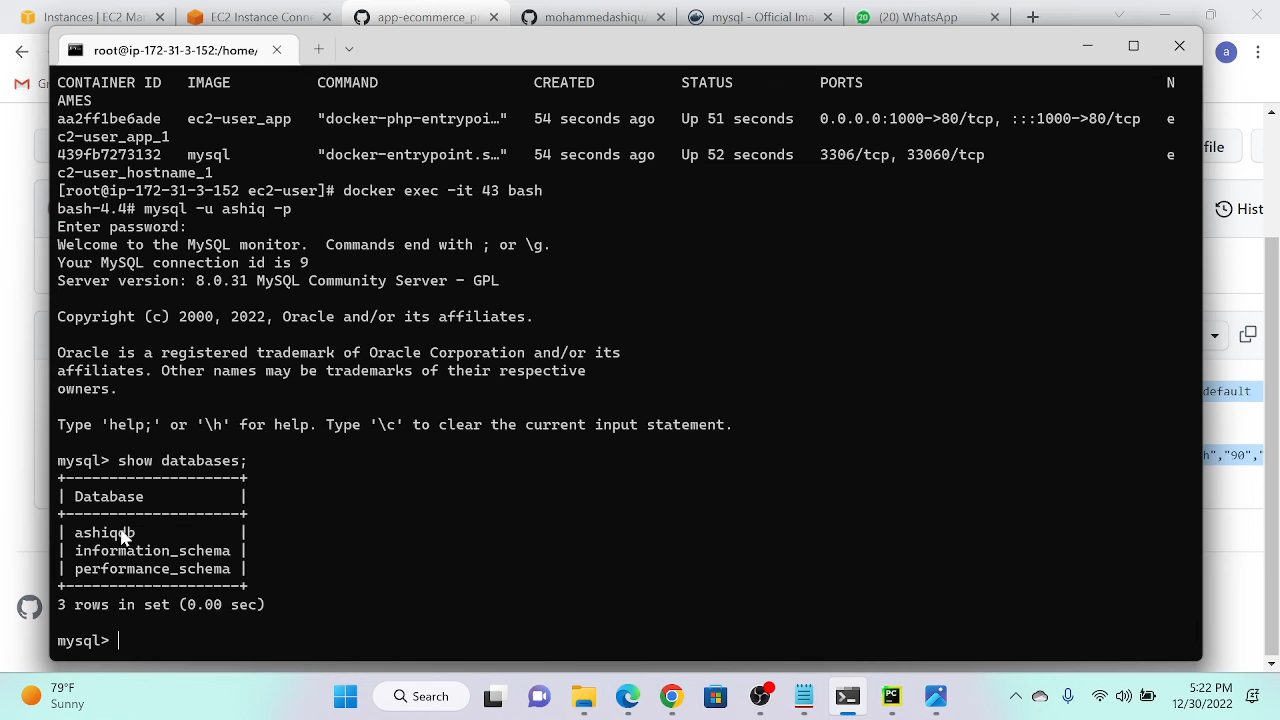 Instances | EC2 Man
EC2 Instance Conne
app-ecommerce_pr
mohammedashiqu/
mysql - Official Ima
(20) WhatsApp
root@ip-172-31-3-152:/home/
a
CONTAINER ID IMAGE COMMAND CREATED STATUS PORTS N
AMES
aa2ff1be6ade ec2-user_app "docker-php-entrypoi…" 54 seconds ago Up 51 seconds 0.0.0.0:1000->80/tcp, :::1000->80/tcp e
c2-user_app_1
439fb7273132 mysql "docker-entrypoint.s…" 54 seconds ago Up 52 seconds 3306/tcp, 33060/tcp e
c2-user_hostname_1
[root@ip-172-31-3-152 ec2-user]# docker exec -it 43 bash
bash-4.4# mysql -u ashiq -p
Enter password:
Welcome to the MySQL monitor. Commands end with ; or \g.
Your MySQL connection id is 9
Server version: 8.0.31 MySQL Community Server - GPL
Copyright (c) 2000, 2022, Oracle and/or its affiliates.
Oracle is a registered trademark of Oracle Corporation and/or its
affiliates. Other names may be trademarks of their respective
owners.
Type 'help;' or '\h' for help. Type '\c' to clear the current input statement.
mysql> show databases;
+--------------------+
| Database |
+--------------------+
| ashiqdb |
| information_schema |
| performance_schema |
+--------------------+
3 rows in set (0.00 sec)
mysql>
file
Hist
default
h","90","
79°F
Sunny
Search
20
PC
5:22 PM
12/30/2022